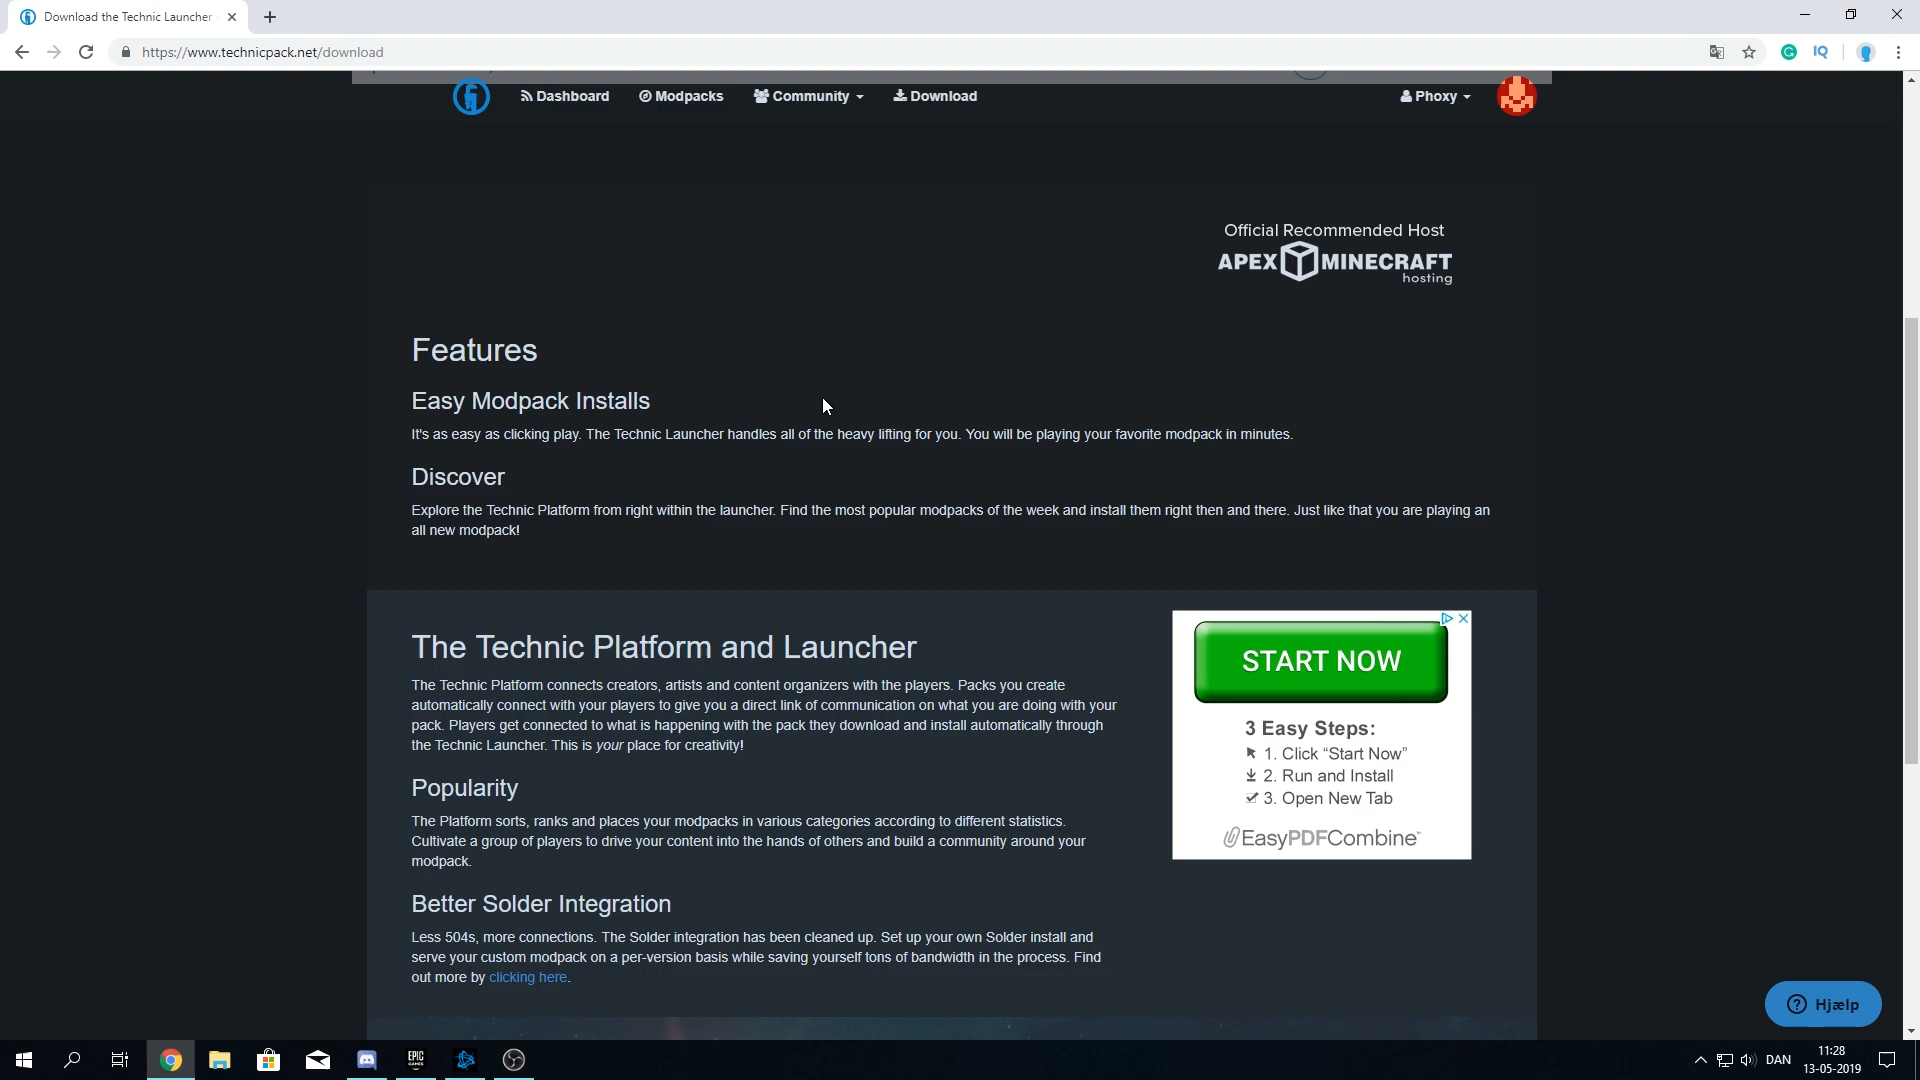 Download the Technic Launcher
https://www.technicpack.net/download
IQ
Dashboard
Modpacks
Community
Download
Phoxy
Official Recommended Host
APEX MINECRAFT
hosting
Features
Easy Modpack Installs
It's as easy as clicking play. The Technic Launcher handles all of the heavy lifting for you. You will be playing your favorite modpack in minutes.
Discover
Explore the Technic Platform from right within the launcher. Find the most popular modpacks of the week and install them right then and there. Just like that you are playing an
all new modpack!
The Technic Platform and Launcher
The Technic Platform connects creators, artists and content organizers with the players. Packs you create
automatically connect with your players to give you a direct link of communication on what you are doing with your
pack. Players get connected to what is happening with the pack they download and install automatically through
the Technic Launcher. This is your place for creativity!
START NOW
3 Easy Steps:
1. Click “Start Now”
2. Run and Install
3. Open New Tab
EasyPDFCombine
Popularity
The Platform sorts, ranks and places your modpacks in various categories according to different statistics.
Cultivate a group of players to drive your content into the hands of others and build a community around your
modpack.
Better Solder Integration
Less 504s, more connections. The Solder integration has been cleaned up. Set up your own Solder install and
serve your custom modpack on a per-version basis while saving yourself tons of bandwidth in the process. Find
out more by clicking here.
Hjælp
EPIC
GAMES
DAN
11:28
13-05-2019